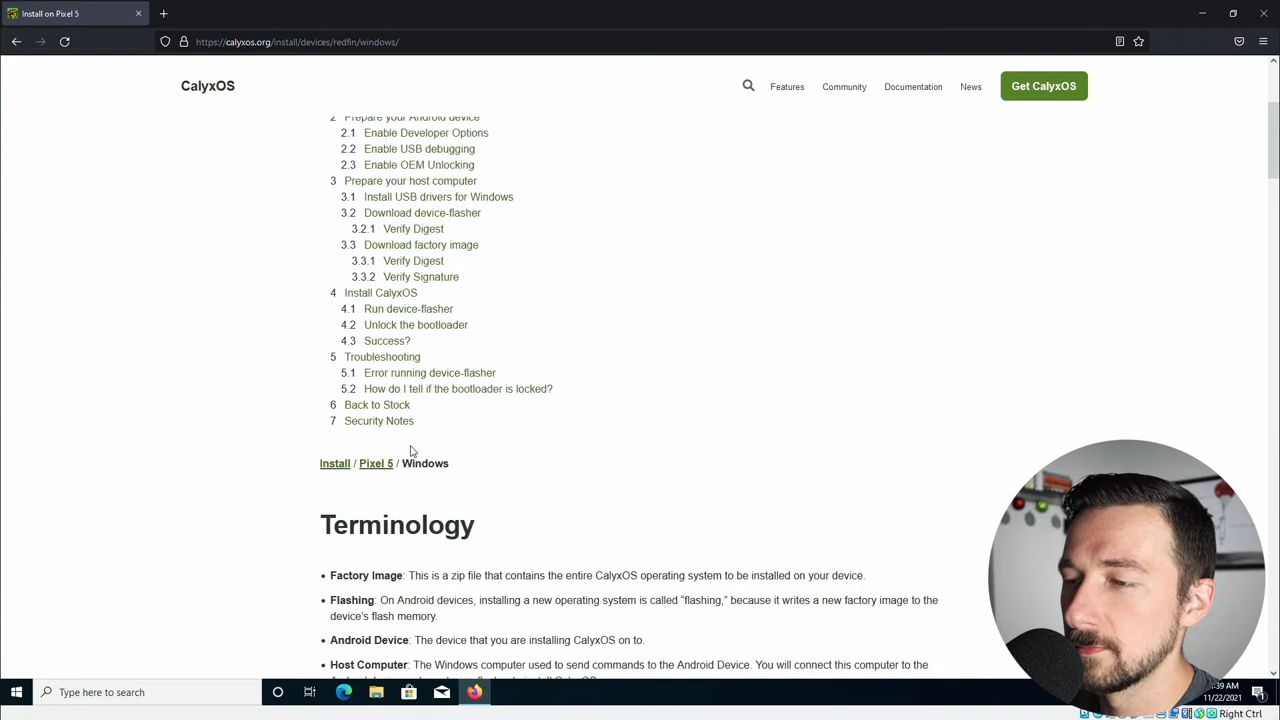 Install on Pixel 5
https://calyxos.org/install/devices/redfin/windows/
CalyxOS
Features
Community
Documentation
News
Get CalyxOS
2 Prepare your Android device
2.1 Enable Developer Options
2.2 Enable USB debugging
2.3 Enable OEM Unlocking
3 Prepare your host computer
3.1 Install USB drivers for Windows
3.2 Download device-flasher
3.2.1 Verify Digest
3.3 Download factory image
3.3.1 Verify Digest
3.3.2 Verify Signature
4 Install CalyxOS
4.1 Run device-flasher
4.2 Unlock the bootloader
4.3 Success?
5 Troubleshooting
5.1 Error running device-flasher
5.2 How do I tell if the bootloader is locked?
6 Back to Stock
7 Security Notes
Install / Pixel 5 / Windows
Terminology
• Factory Image: This is a zip file that contains the entire CalyxOS operating system to be installed on your device.
• Flashing: On Android devices, installing a new operating system is called “flashing,” because it writes a new factory image to the
device’s flash memory.
• Android Device: The device that you are installing CalyxOS on to.
• Host Computer: The Windows computer used to send commands to the Android Device. You will connect this computer to the
Type here to search
:39 AM
11/22/2021
Right Ctrl